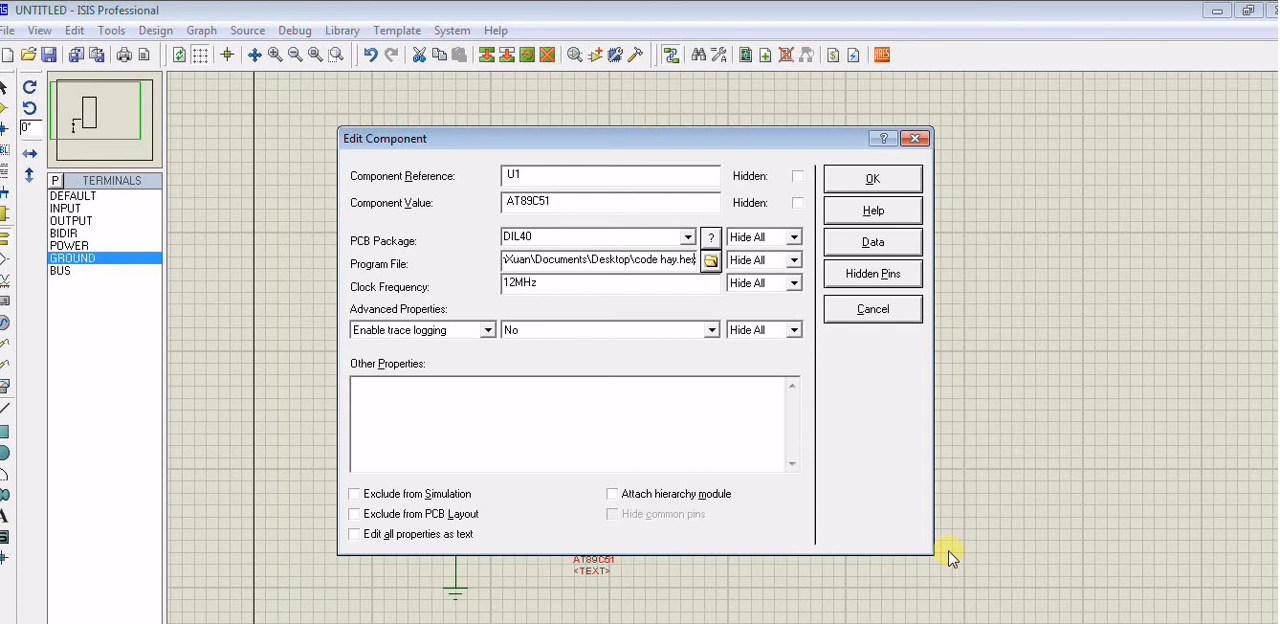 UNTITLED - ISIS Professional
File View Edit Tools Design Graph Source Debug Library Template System Help
0°
P TERMINALS
DEFAULT
INPUT
OUTPUT
BIDIR
POWER
GROUND
BUS
Edit Component
Component Reference: U1 Hidden:
Component Value: AT89C51 Hidden:
PCB Package: DIL40 ? Hide All
Program File: Xuan\Documents\Desktop\code hay.hex Hide All
Clock Frequency: 12MHz Hide All
Advanced Properties:
Enable trace logging No Hide All
Other Properties:
Exclude from Simulation Attach hierarchy module
Exclude from PCB Layout Hide common pins
Edit all properties as text
OK
Help
Data
Hidden Pins
Cancel
AT89C51
<TEXT>